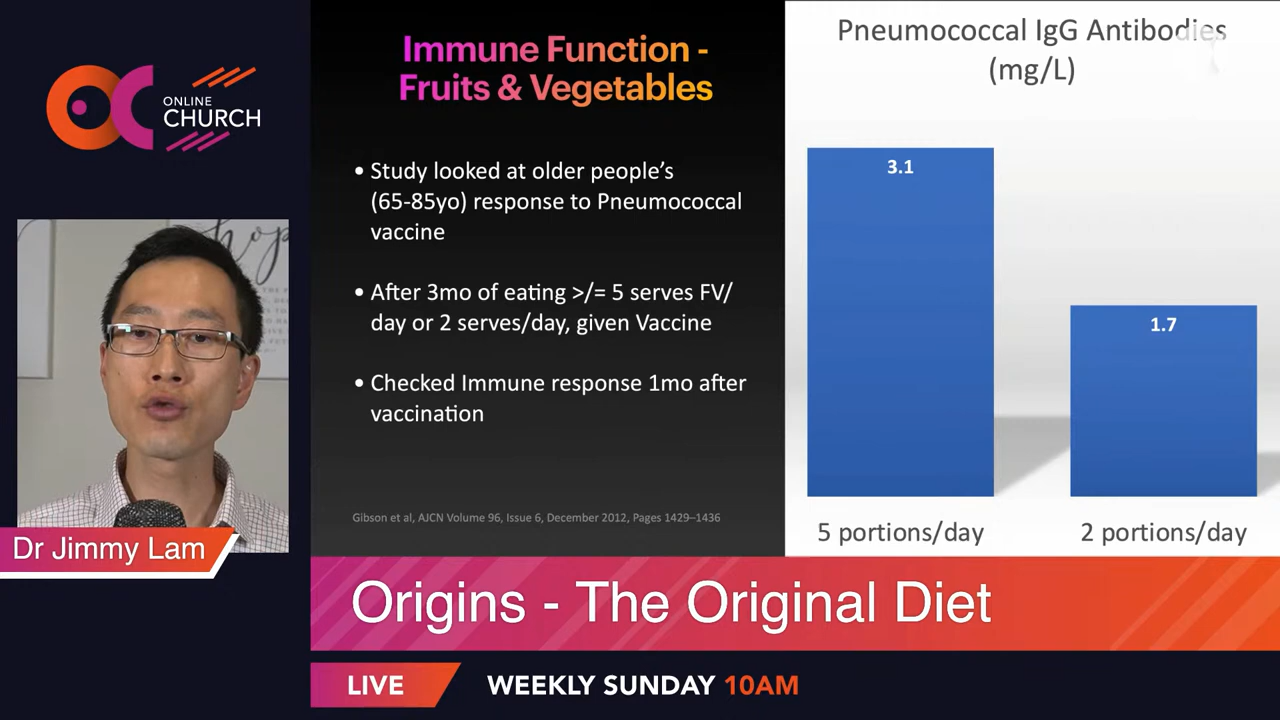 ONLINE
CHURCH
hope
Dr Jimmy Lam
Immune Function -
Fruits & Vegetables
• Study looked at older people’s
(65-85yo) response to Pneumococcal
vaccine
• After 3mo of eating >/= 5 serves FV/
day or 2 serves/day, given Vaccine
• Checked Immune response 1mo after
vaccination
Gibson et al, AJCN Volume 96, Issue 6, December 2012, Pages 1429–1436
Pneumococcal IgG Antibodies
(mg/L)
3.1
1.7
5 portions/day
2 portions/day
Origins - The Original Diet
LIVE
WEEKLY SUNDAY 10AM